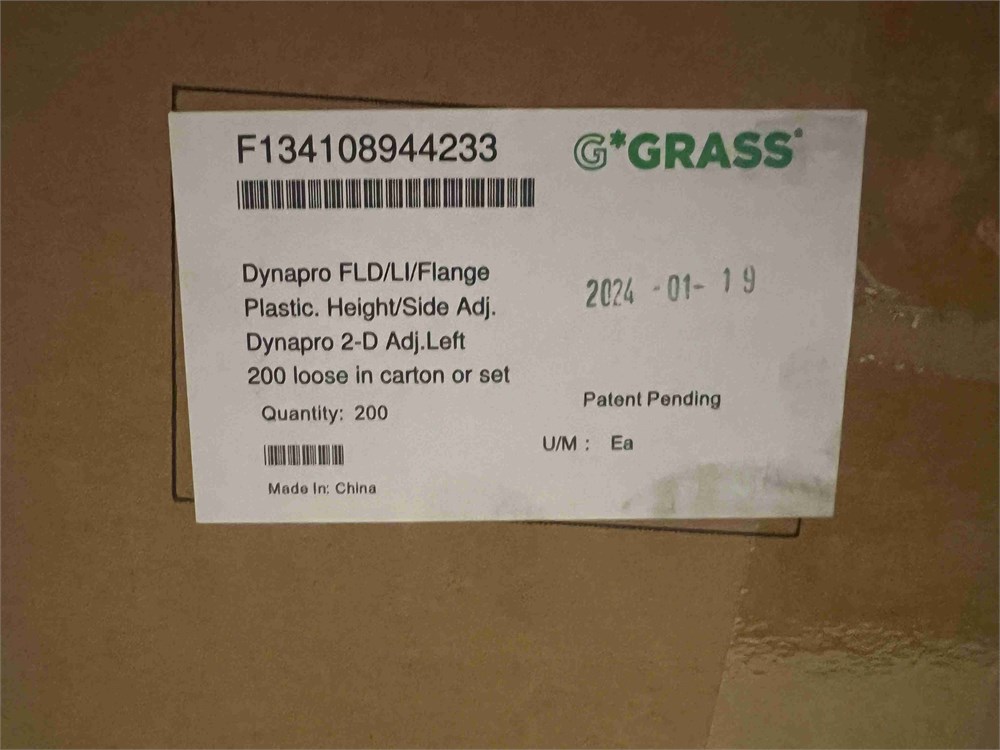 F134108944233
G*GRASS®
Dynapro FLD/LI/Flange
Plastic. Height/Side Adj.
Dynapro 2-D Adj.Left
200 loose in carton or set
2024 -01- 19
Quantity: 200
Patent Pending
U/M : Ea
Made In: China